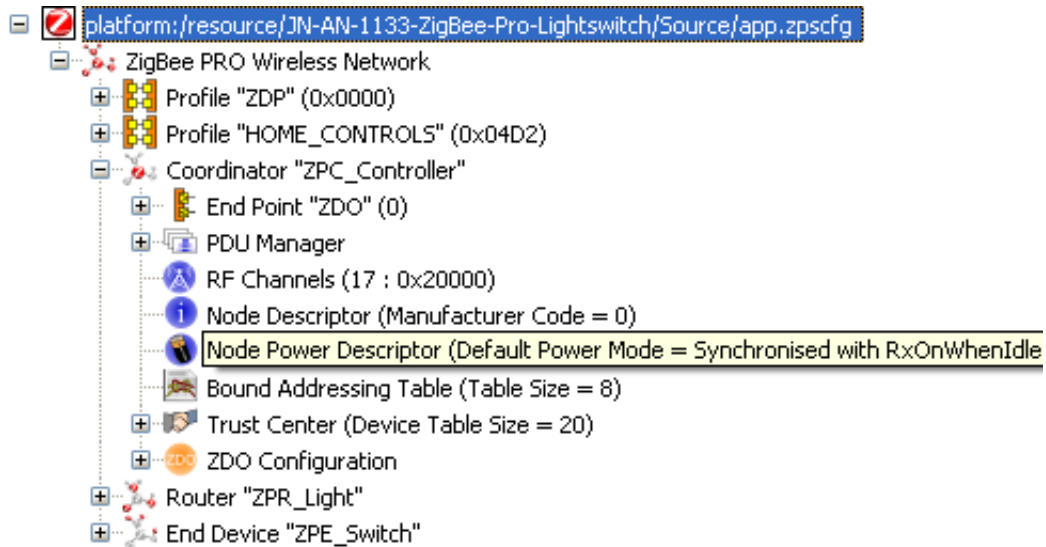 platform:/resource/JN-AN-1133-ZigBee-Pro-Lightswitch/Source/app.zpscfg
ZigBee PRO Wireless Network
Profile "ZDP" (0x0000)
Profile "HOME_CONTROLS" (0x04D2)
Coordinator "ZPC_Controller"
End Point "ZDO" (0)
PDU Manager
RF Channels (17 : 0x20000)
Node Descriptor (Manufacturer Code = 0)
Node Power Descriptor (Default Power Mode = Synchronised with RxOnWhenIdle
Bound Addressing Table (Table Size = 8)
Trust Center (Device Table Size = 20)
ZDO ZDO Configuration
Router "ZPR_Light"
End Device "ZPE_Switch"